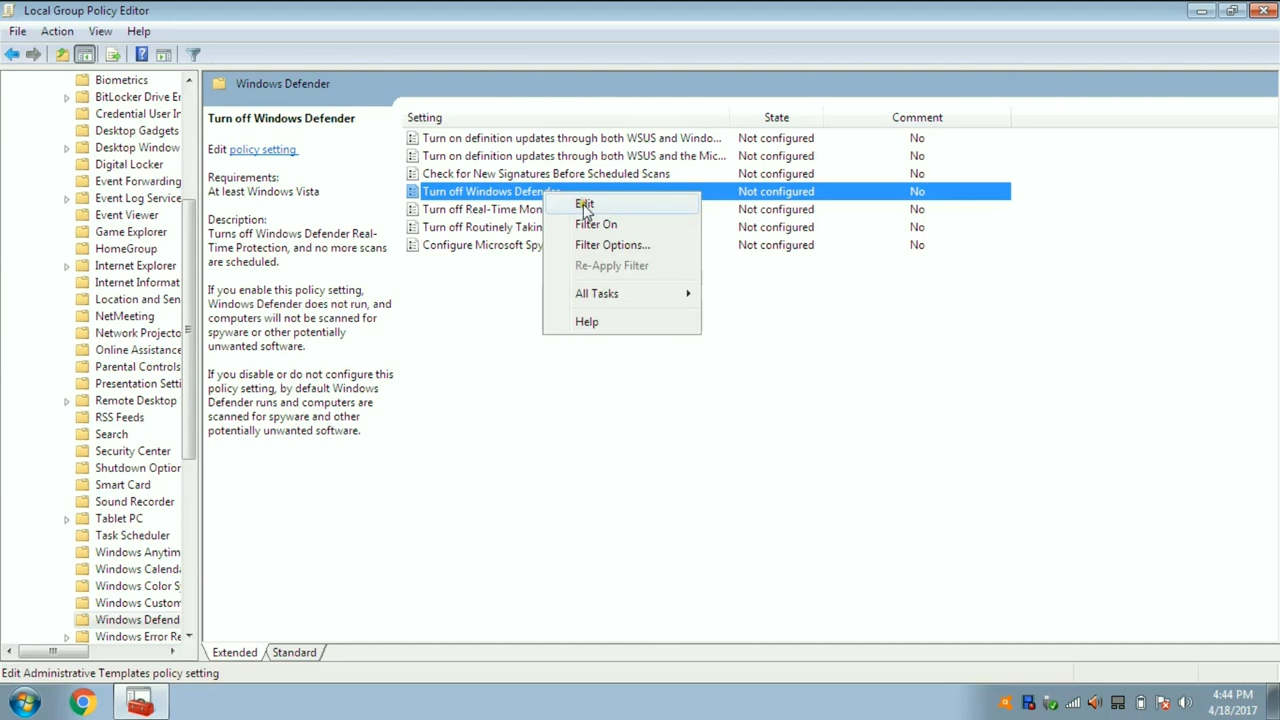 Local Group Policy Editor
File Action View Help
Biometrics
BitLocker Drive Er
Credential User In
Desktop Gadgets
Desktop Window
Digital Locker
Event Forwarding
Event Log Service
Event Viewer
Game Explorer
HomeGroup
Internet Explorer
Internet Informat
Location and Sen
NetMeeting
Network Projecto
Online Assistance
Parental Controls
Presentation Setti
Remote Desktop
RSS Feeds
Search
Security Center
Shutdown Option
Smart Card
Sound Recorder
Tablet PC
Task Scheduler
Windows Anytim
Windows Calenda
Windows Color Sy
Windows Custom
Windows Defend
Windows Error Re
Windows Defender
Turn off Windows Defender
Edit policy setting
Requirements:
At least Windows Vista
Description:
Turns off Windows Defender Real-
Time Protection, and no more scans
are scheduled.
If you enable this policy setting,
Windows Defender does not run, and
computers will not be scanned for
spyware or other potentially
unwanted software.
If you disable or do not configure this
policy setting, by default Windows
Defender runs and computers are
scanned for spyware and other
potentially unwanted software.
Setting State Comment
Turn on definition updates through both WSUS and Windo... Not configured No
Turn on definition updates through both WSUS and the Mic... Not configured No
Check for New Signatures Before Scheduled Scans Not configured No
Turn off Windows Defender Not configured No
Turn off Real-Time Mon Not configured No
Turn off Routinely Takin Not configured No
Configure Microsoft Spy Not configured No
Edit
Filter On
Filter Options...
Re-Apply Filter
All Tasks
Help
Extended Standard
Edit Administrative Templates policy setting
4:44 PM
4/18/2017